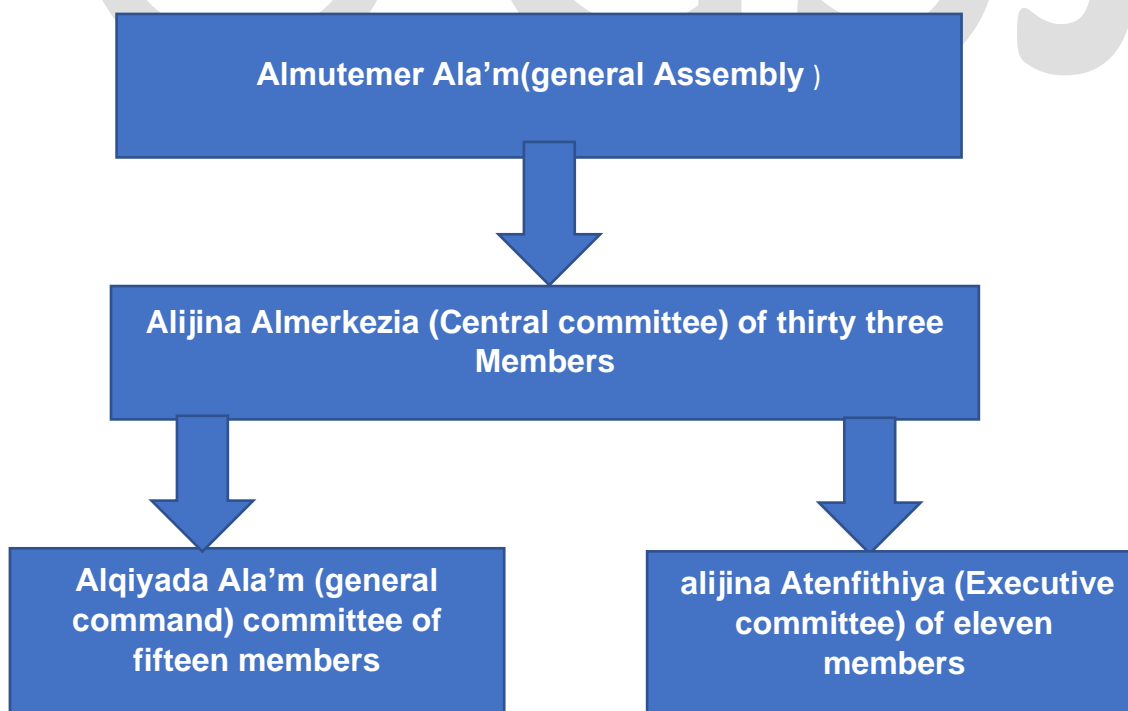 Almutemer Ala’m(general Assembly )
Alijina Almerkezia (Central committee) of thirty three
Members
Alqiyada Ala’m (general
command) committee of
fifteen members
alijina Atenfithiya (Executive
committee) of eleven
members